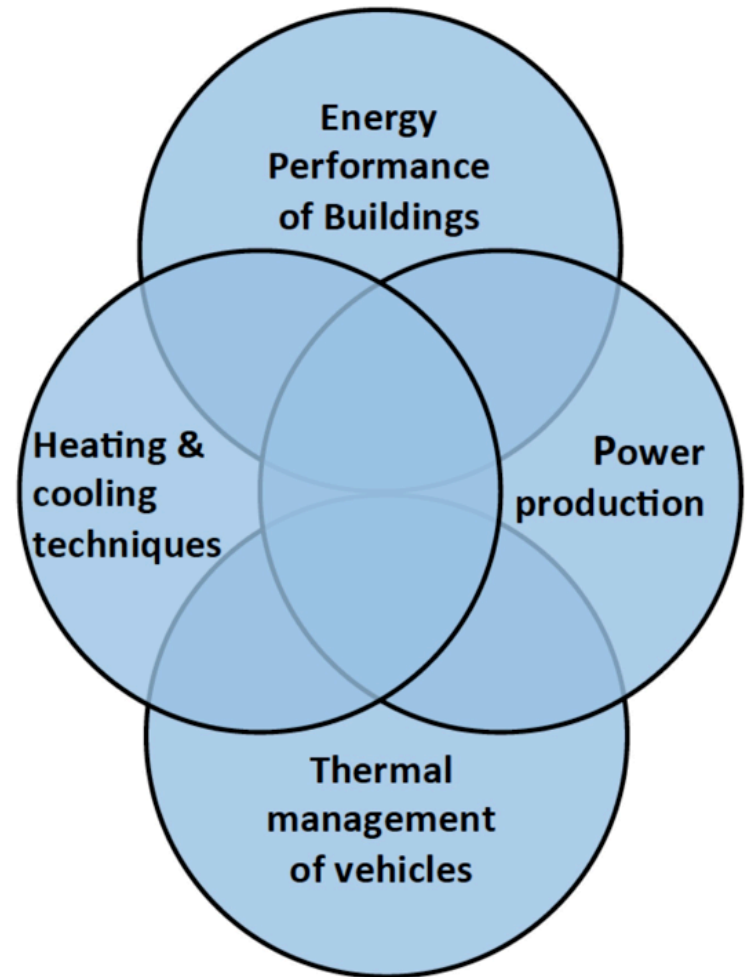 Energy
Performance
of Buildings
Heating &
cooling
techniques
Power
production
Thermal
management
of vehicles